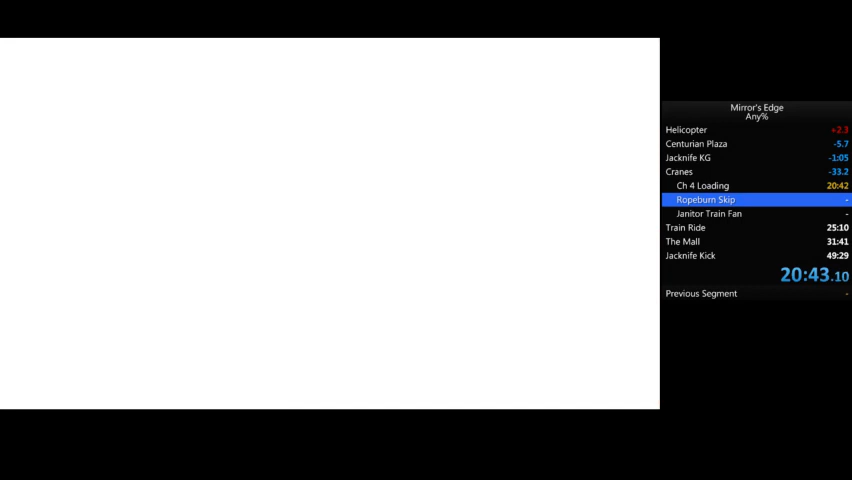 Mirror's Edge
Any%
Helicopter +2.3
Centurian Plaza -5.7
Jacknife KG -1:05
Cranes -33.2
Ch 4 Loading 20:42
Ropeburn Skip -
Janitor Train Fan -
Train Ride 25:10
The Mall 31:41
Jacknife Kick 49:29
20:43.10
Previous Segment -